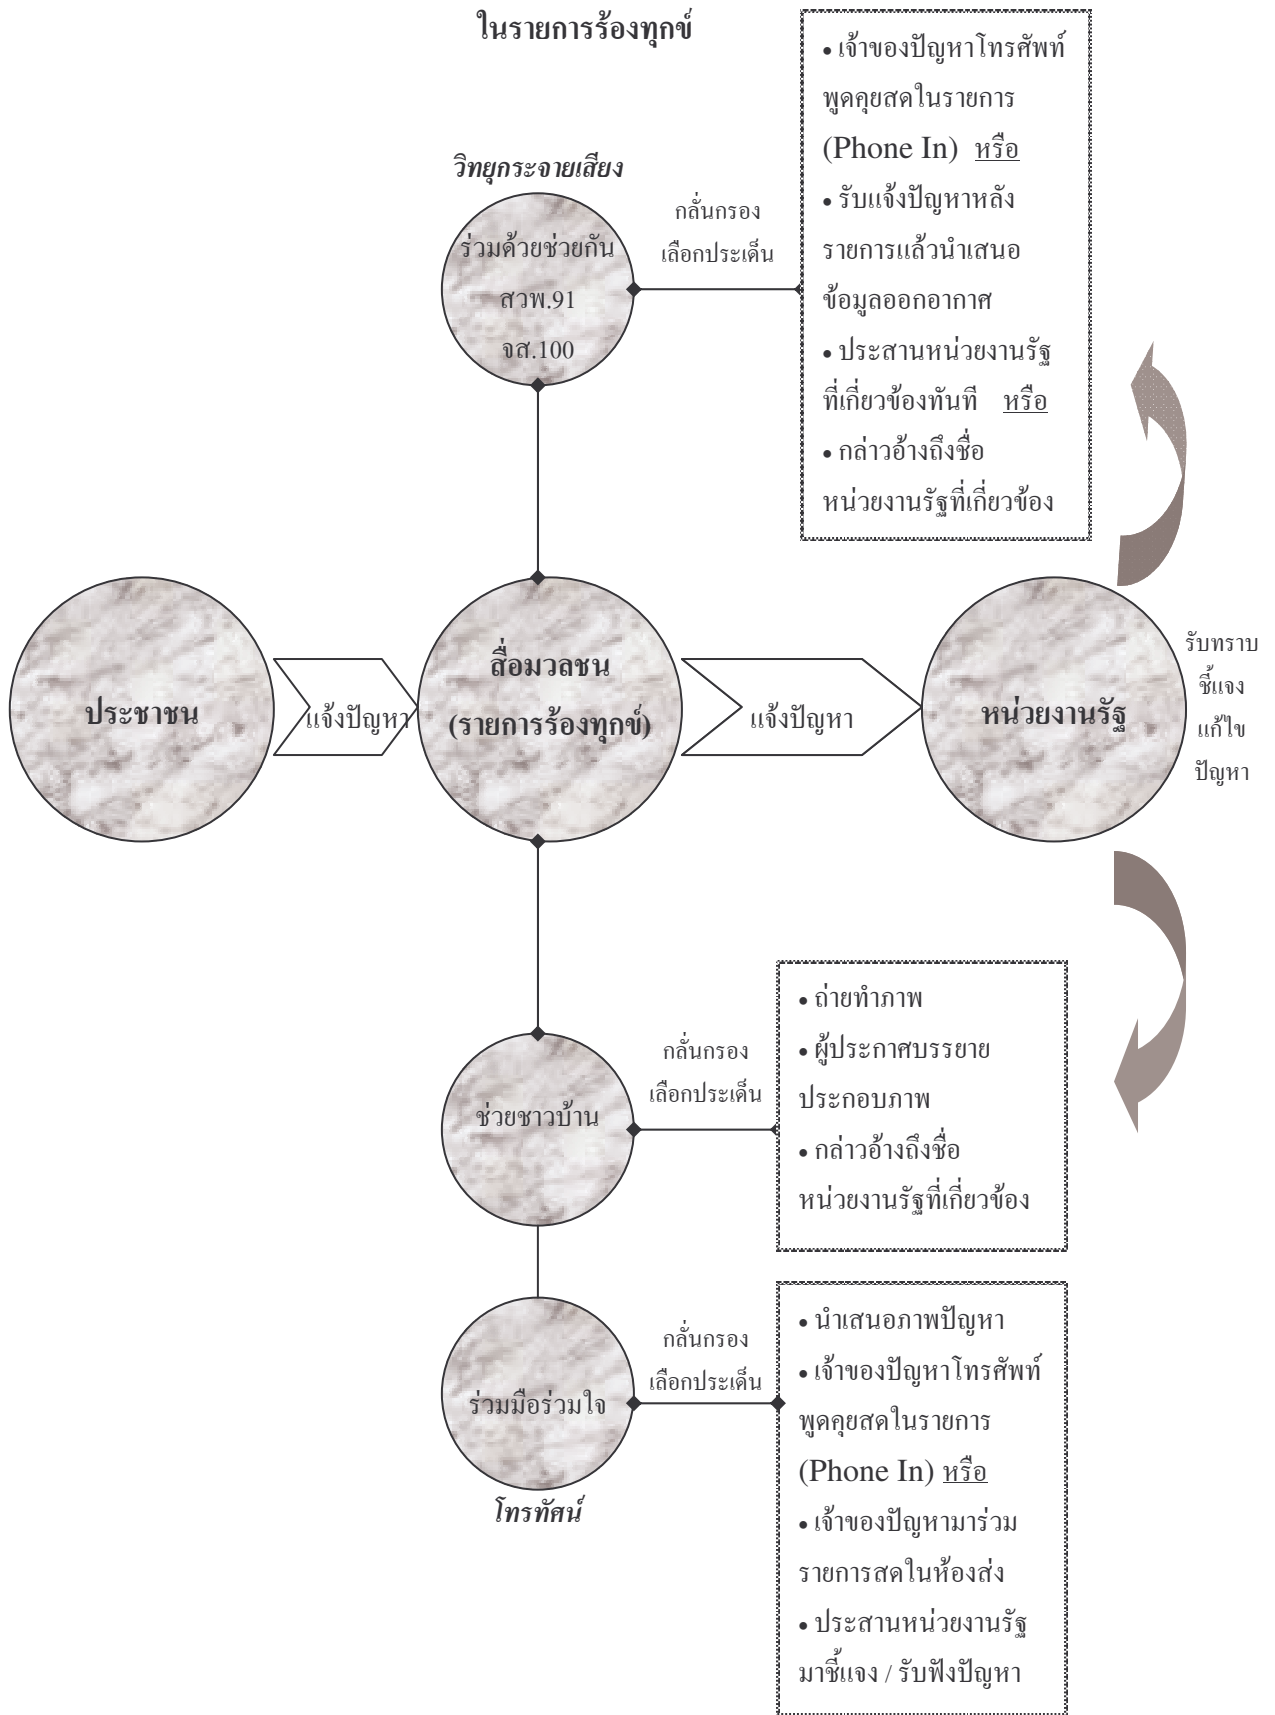 ในรายการร้องทุกข์
• เจ้าของปัญหาโทรศัพท์
พูดคุยสดในรายการ
(Phone In) หรือ
• รับแจ้งปัญหาหลัง
รายการแล้วนำเสนอ
ข้อมูลออกอากาศ
• ประสานหน่วยงานรัฐ
ที่เกี่ยวข้องทันที หรือ
• กล่าวอ้างถึงชื่อ
หน่วยงานรัฐที่เกี่ยวข้อง
วิทยุกระจายเสียง
ร่วมด้วยช่วยกัน
สวพ.91
จส.100
กลั่นกรอง
เลือกประเด็น
ประชาชน
แจ้งปัญหา
สื่อมวลชน
(รายการร้องทุกข์)
แจ้งปัญหา
หน่วยงานรัฐ
รับทราบ
ชี้แจง
แก้ไข
ปัญหา
ช่วยชาวบ้าน
กลั่นกรอง
เลือกประเด็น
• ถ่ายทำภาพ
• ผู้ประกาศบรรยาย
ประกอบภาพ
• กล่าวอ้างถึงชื่อ
หน่วยงานรัฐที่เกี่ยวข้อง
ร่วมมือร่วมใจ
โทรทัศน์
กลั่นกรอง
เลือกประเด็น
• นำเสนอภาพปัญหา
• เจ้าของปัญหาโทรศัพท์
พูดคุยสดในรายการ
(Phone In) หรือ
• เจ้าของปัญหามาร่วม
รายการสดในห้องส่ง
• ประสานหน่วยงานรัฐ
มาชี้แจง / รับฟังปัญหา